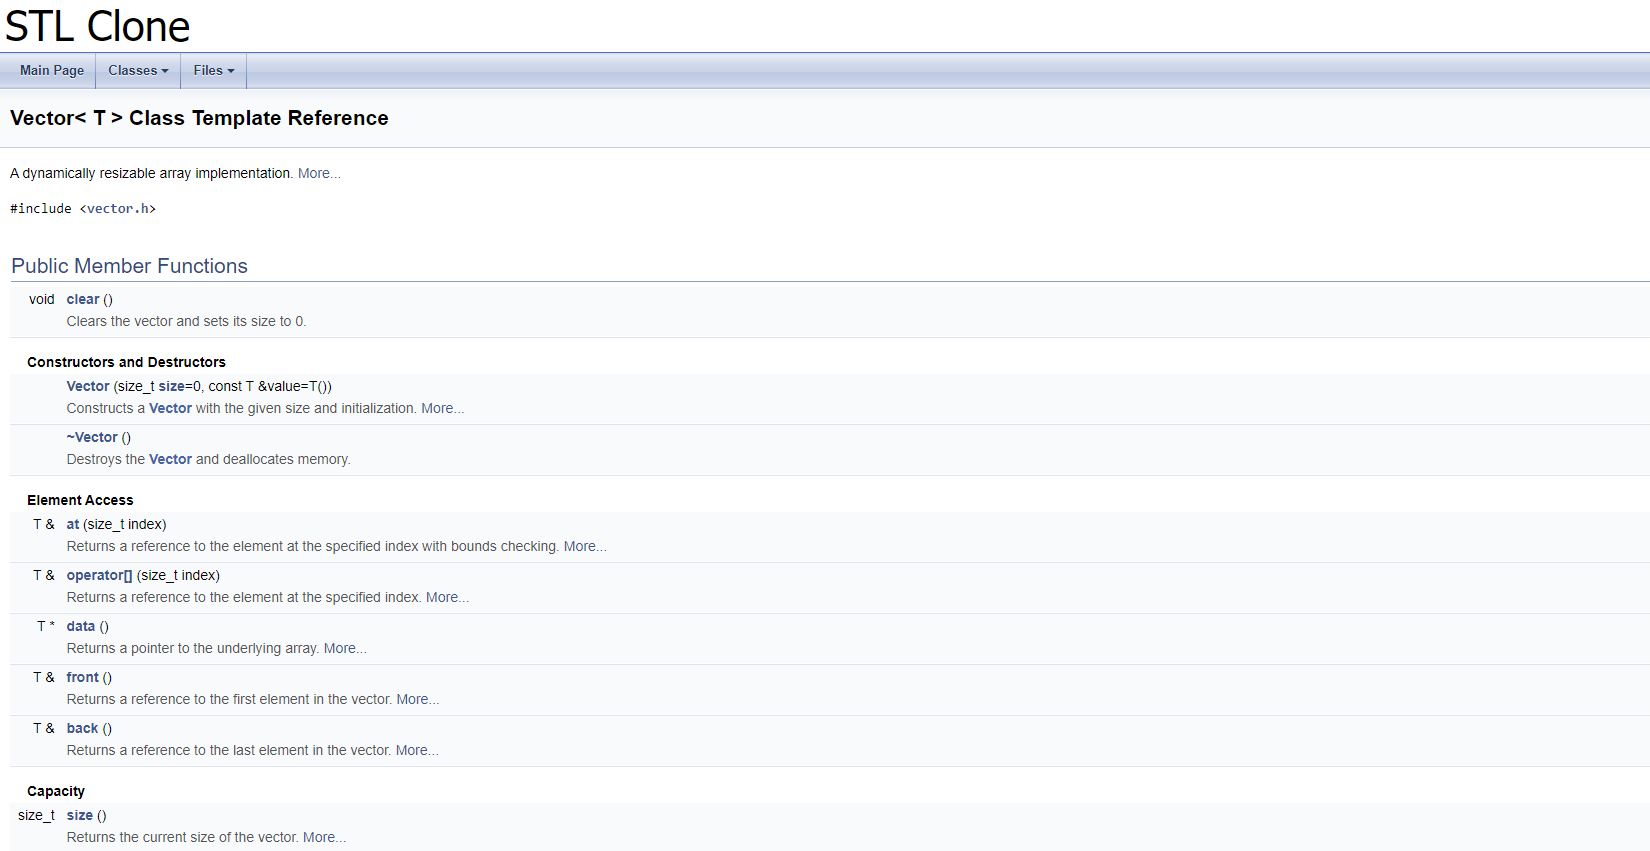 STL Clone
Main Page Classes Files
Vector< T > Class Template Reference
A dynamically resizable array implementation. More...
#include <vector.h>
Public Member Functions
void clear ()
Clears the vector and sets its size to 0.
Constructors and Destructors
Vector (size_t size=0, const T &value=T())
Constructs a Vector with the given size and initialization. More...
~Vector ()
Destroys the Vector and deallocates memory.
Element Access
T & at (size_t index)
Returns a reference to the element at the specified index with bounds checking. More...
T & operator[] (size_t index)
Returns a reference to the element at the specified index. More...
T * data ()
Returns a pointer to the underlying array. More...
T & front ()
Returns a reference to the first element in the vector. More...
T & back ()
Returns a reference to the last element in the vector. More...
Capacity
size_t size ()
Returns the current size of the vector. More...